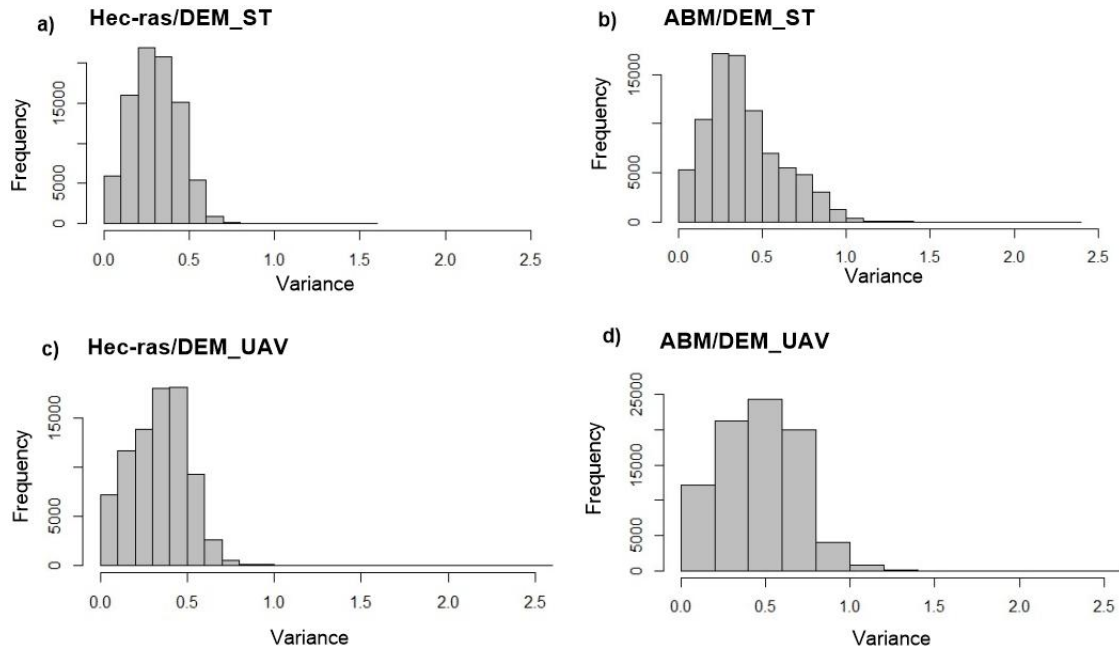 a) Hec-ras/DEM_ST
Frequency
0 5000 15000
0.0 0.5 1.0 1.5 2.0 2.5
Variance
b) ABM/DEM_ST
Frequency
0 5000 15000
0.0 0.5 1.0 1.5 2.0 2.5
Variance
c) Hec-ras/DEM_UAV
Frequency
0 5000 15000
0.0 0.5 1.0 1.5 2.0 2.5
Variance
d) ABM/DEM_UAV
Frequency
0 5000 15000 25000
0.0 0.5 1.0 1.5 2.0 2.5
Variance